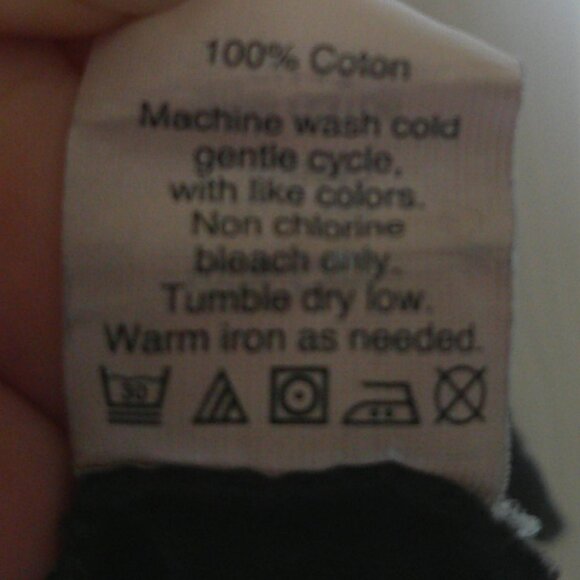 100% Coton
Machine wash cold
gentle cycle,
with like colors.
Non chlorine
bleach only.
Tumble dry low.
Warm iron as needed.
30